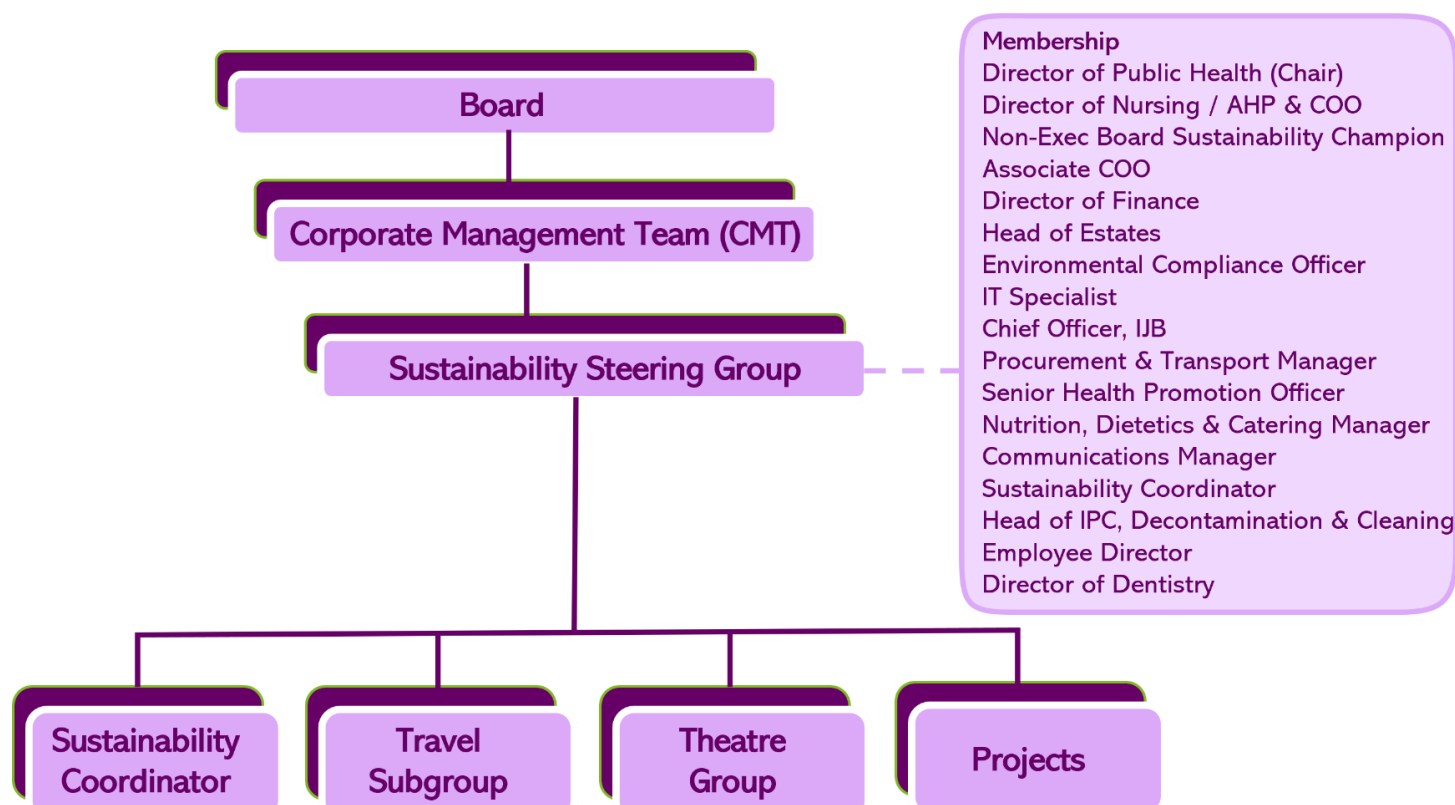 Board
Corporate Management Team (CMT)
Sustainability Steering Group
Membership
Director of Public Health (Chair)
Director of Nursing / AHP & COO
Non-Exec Board Sustainability Champion
Associate COO
Director of Finance
Head of Estates
Environmental Compliance Officer
IT Specialist
Chief Officer, IJB
Procurement & Transport Manager
Senior Health Promotion Officer
Nutrition, Dietetics & Catering Manager
Communications Manager
Sustainability Coordinator
Head of IPC, Decontamination & Cleaning
Employee Director
Director of Dentistry
Sustainability
Coordinator
Travel
Subgroup
Theatre
Group
Projects